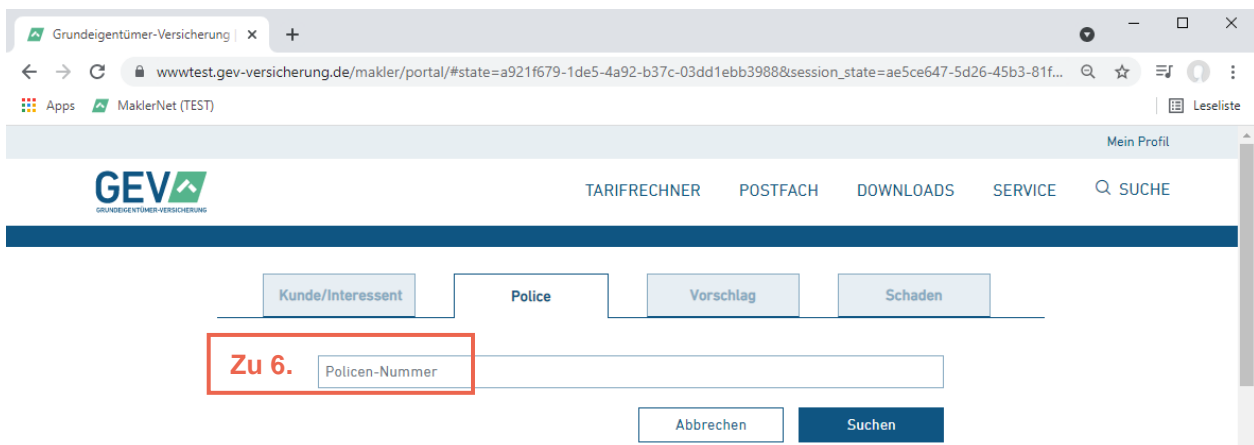 Grundeigentümer-Versicherung |
wwwtest.gev-versicherung.de/makler/portal/#state=a921f679-1de5-4a92-b37c-03dd1ebb3988&session_state=ae5ce647-5d26-45b3-81f...
Apps MaklerNet (TEST) Leseliste
Mein Profil
GEV
GRUNDEIGENTÜMER-VERSICHERUNG
TARIFRECHNER POSTFACH DOWNLOADS SERVICE SUCHE
Kunde/Interessent Police Vorschlag Schaden
Zu 6. Policen-Nummer
Abbrechen Suchen